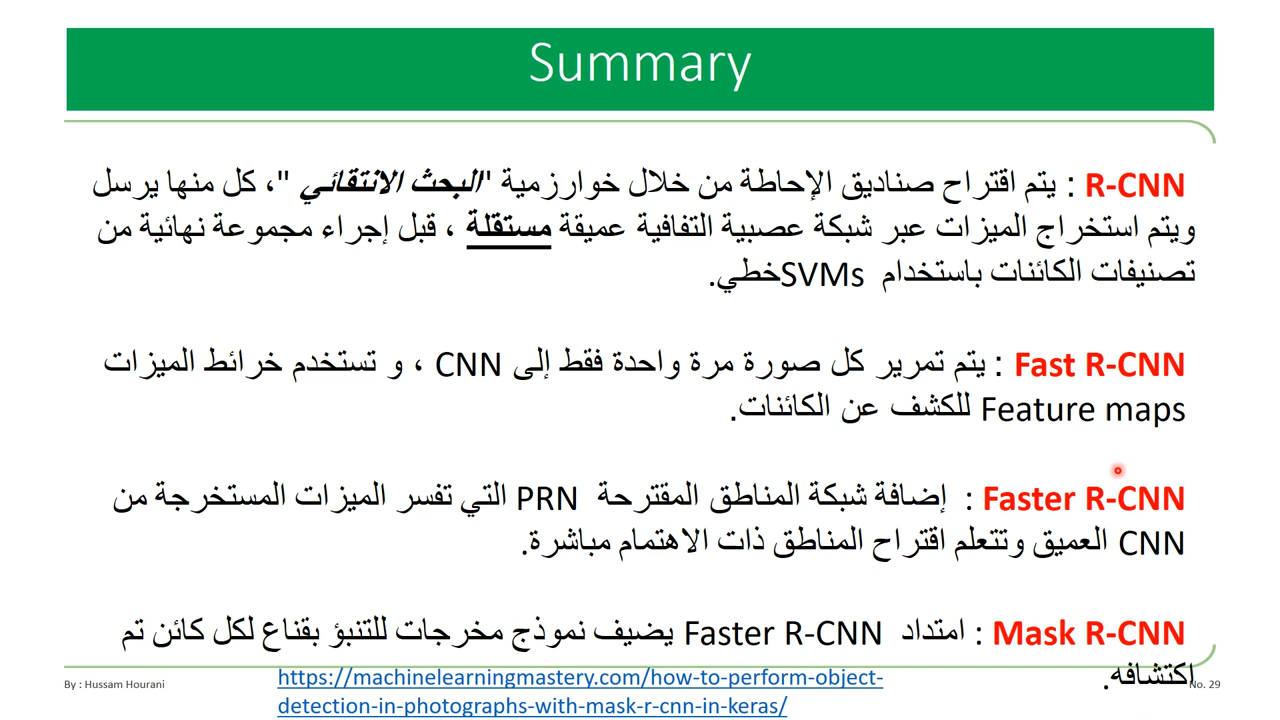 Summary
R-CNN : يتم اقتراح صناديق الإحاطة من خلال خوارزمية "البحث الانتقائي "، كل منها يرسل
ويتم استخراج الميزات عبر شبكة عصبية التفافية عميقة مستقلة ، قبل إجراء مجموعة نهائية من
تصنيفات الكائنات باستخدام SVMs خطي.
Fast R-CNN : يتم تمرير كل صورة مرة واحدة فقط إلى CNN ، و تستخدم خرائط الميزات
Feature maps للكشف عن الكائنات.
Faster R-CNN : إضافة شبكة المناطق المقترحة PRN التي تفسر الميزات المستخرجة من
CNN العميق وتتعلم اقتراح المناطق ذات الاهتمام مباشرة.
Mask R-CNN : امتداد Faster R-CNN يضيف نموذج مخرجات للتنبؤ بقناع لكل كائن تم
اكتشافه.
https://machinelearningmastery.com/how-to-perform-object-
detection-in-photographs-with-mask-r-cnn-in-keras/
By : Hussam Hourani
No. 29